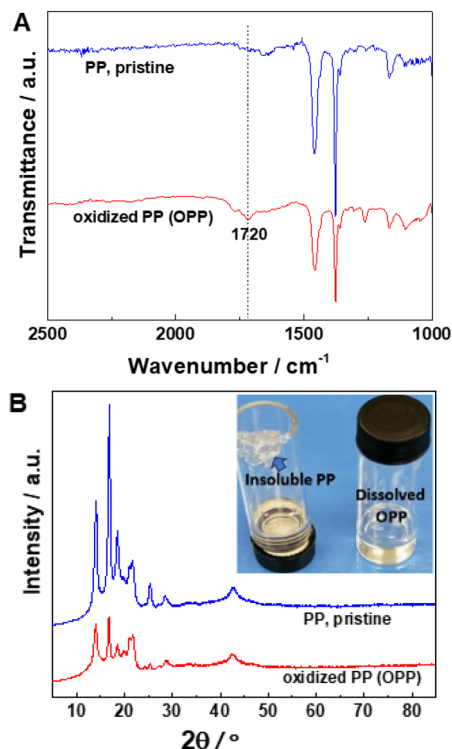 A
Transmittance / a.u.
PP, pristine
oxidized PP (OPP)
1720
2500 2000 1500 1000
Wavenumber / cm⁻¹
B
Intensity / a.u.
Insoluble PP
Dissolved
OPP
PP, pristine
oxidized PP (OPP)
10 20 30 40 50 60 70 80
2θ / °